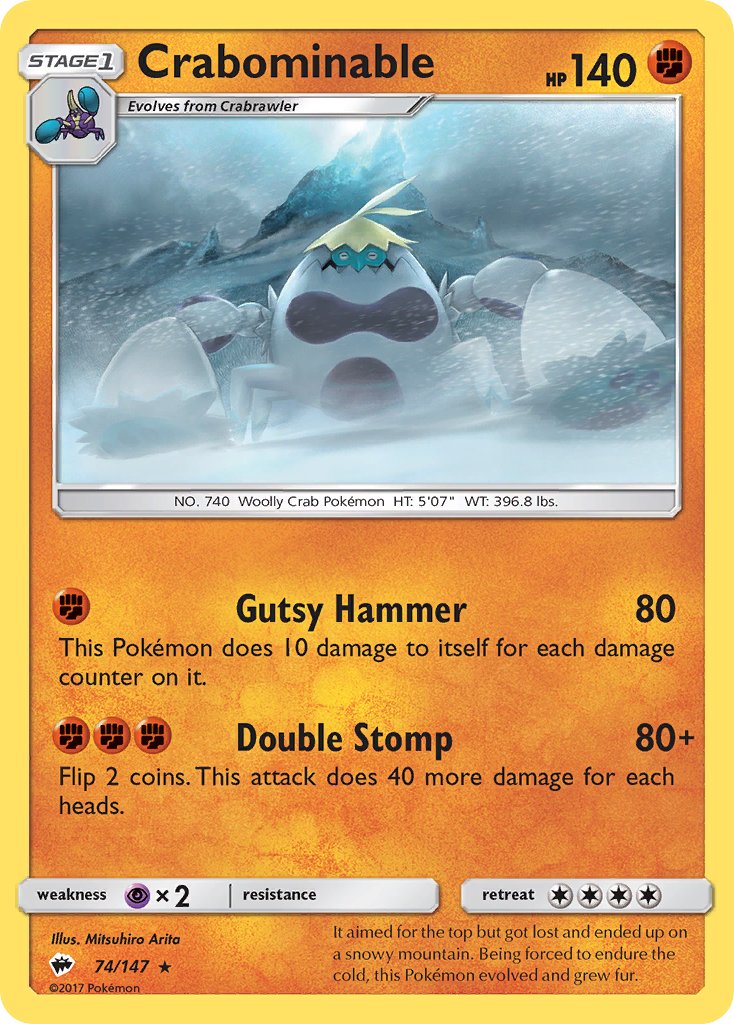 STAGE1
Crabominable
HP 140
Evolves from Crabrawler
NO. 740 Woolly Crab Pokémon HT: 5'07" WT: 396.8 lbs.
Gutsy Hammer 80
This Pokémon does 10 damage to itself for each damage
counter on it.
Double Stomp 80+
Flip 2 coins. This attack does 40 more damage for each
heads.
weakness ×2 resistance retreat
Illus. Mitsuhiro Arita
74/147 ★
©2017 Pokémon
It aimed for the top but got lost and ended up on
a snowy mountain. Being forced to endure the
cold, this Pokémon evolved and grew fur.